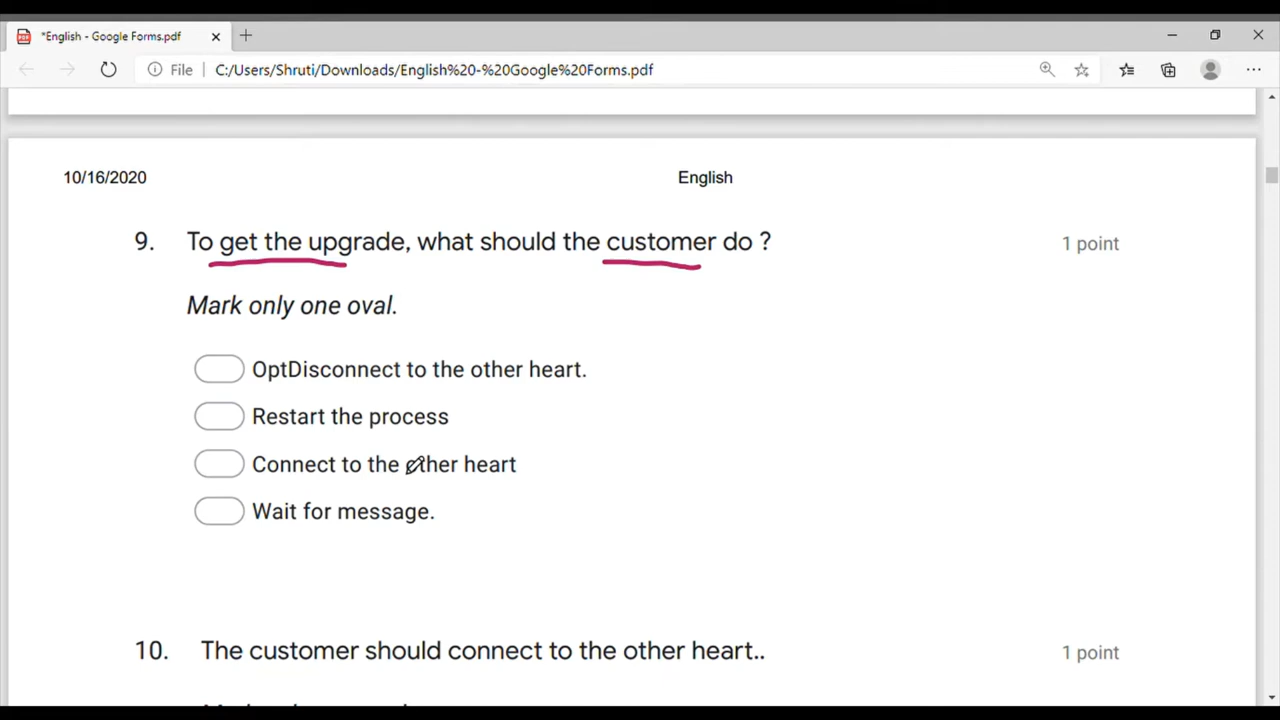 *English - Google Forms.pdf
File | C:/Users/Shruti/Downloads/English%20-%20Google%20Forms.pdf
10/16/2020 English
9. To get the upgrade, what should the customer do ? 1 point
Mark only one oval.
OptDisconnect to the other heart.
Restart the process
Connect to the other heart
Wait for message.
10. The customer should connect to the other heart.. 1 point